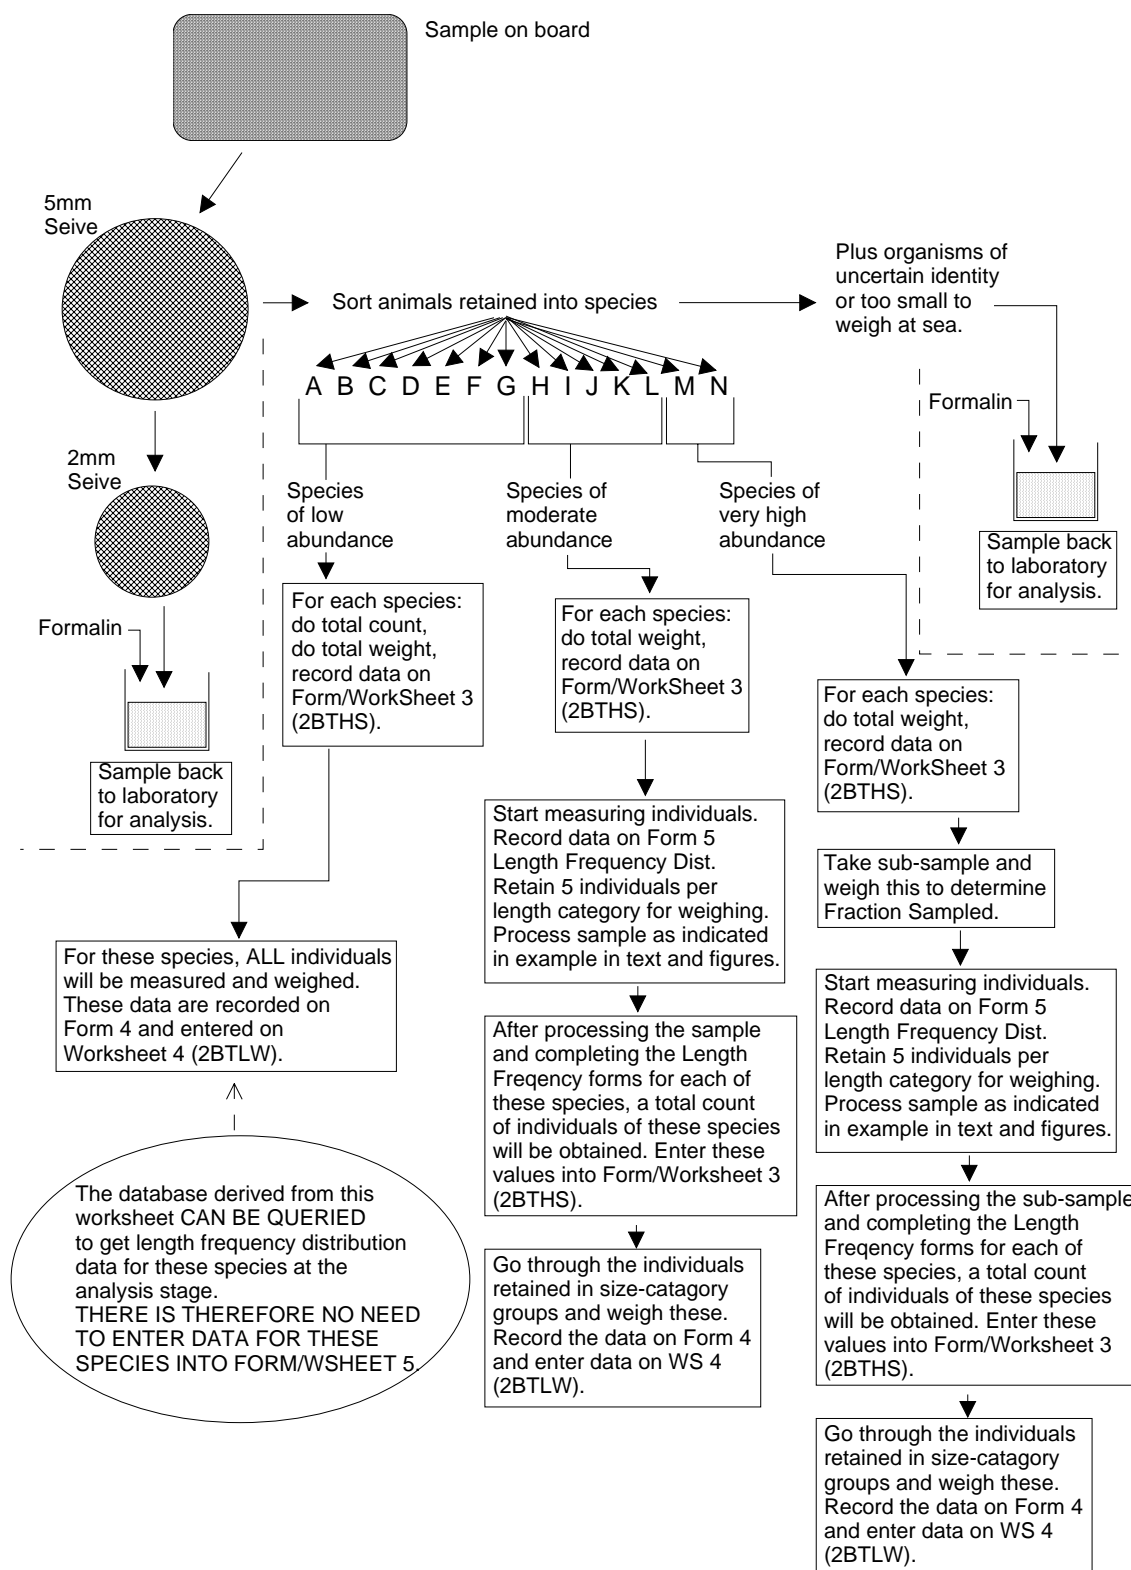 Sample on board
5mm
Seive
Sort animals retained into species
Plus organisms of
uncertain identity
or too small to
weigh at sea.
A B C D E F G H I J K L M N
Formalin
Sample back
to laboratory
for analysis.
2mm
Seive
Formalin
Sample back
to laboratory
for analysis.
Species
of low
abundance
For each species:
do total count,
do total weight,
record data on
Form/WorkSheet 3
(2BTHS).
For these species, ALL individuals
will be measured and weighed.
These data are recorded on
Form 4 and entered on
Worksheet 4 (2BTLW).
The database derived from this
worksheet CAN BE QUERIED
to get length frequency distribution
data for these species at the
analysis stage.
THERE IS THEREFORE NO NEED
TO ENTER DATA FOR THESE
SPECIES INTO FORM/WSHEET 5.
Species of
moderate
abundance
For each species:
do total weight,
record data on
Form/WorkSheet 3
(2BTHS).
Start measuring individuals.
Record data on Form 5
Length Frequency Dist.
Retain 5 individuals per
length category for weighing.
Process sample as indicated
in example in text and figures.
After processing the sample
and completing the Length
Freqency forms for each of
these species, a total count
of individuals of these species
will be obtained. Enter these
values into Form/Worksheet 3
(2BTHS).
Go through the individuals
retained in size-catagory
groups and weigh these.
Record the data on Form 4
and enter data on WS 4
(2BTLW).
Species of
very high
abundance
For each species:
do total weight,
record data on
Form/WorkSheet 3
(2BTHS).
Take sub-sample and
weigh this to determine
Fraction Sampled.
Start measuring individuals.
Record data on Form 5
Length Frequency Dist.
Retain 5 individuals per
length category for weighing.
Process sample as indicated
in example in text and figures.
After processing the sub-sample
and completing the Length
Freqency forms for each of
these species, a total count
of individuals of these species
will be obtained. Enter these
values into Form/Worksheet 3
(2BTHS).
Go through the individuals
retained in size-catagory
groups and weigh these.
Record the data on Form 4
and enter data on WS 4
(2BTLW).